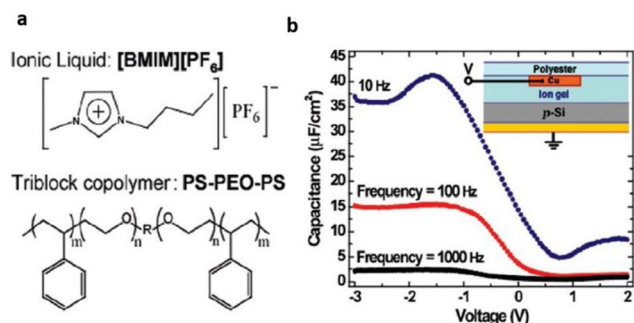 a
Ionic Liquid: [BMIM][PF6]
N
N
+
[PF6]
−
Triblock copolymer: PS-PEO-PS
m
O
n
R
O
n
m
b
Capacitance (μF/cm²)
45
40
35
30
25
20
15
10
5
0
10 Hz
Frequency = 100 Hz
Frequency = 1000 Hz
V
Polyester
Cu
Ion gel
p-Si
-3
-2
-1
0
1
2
Voltage (V)